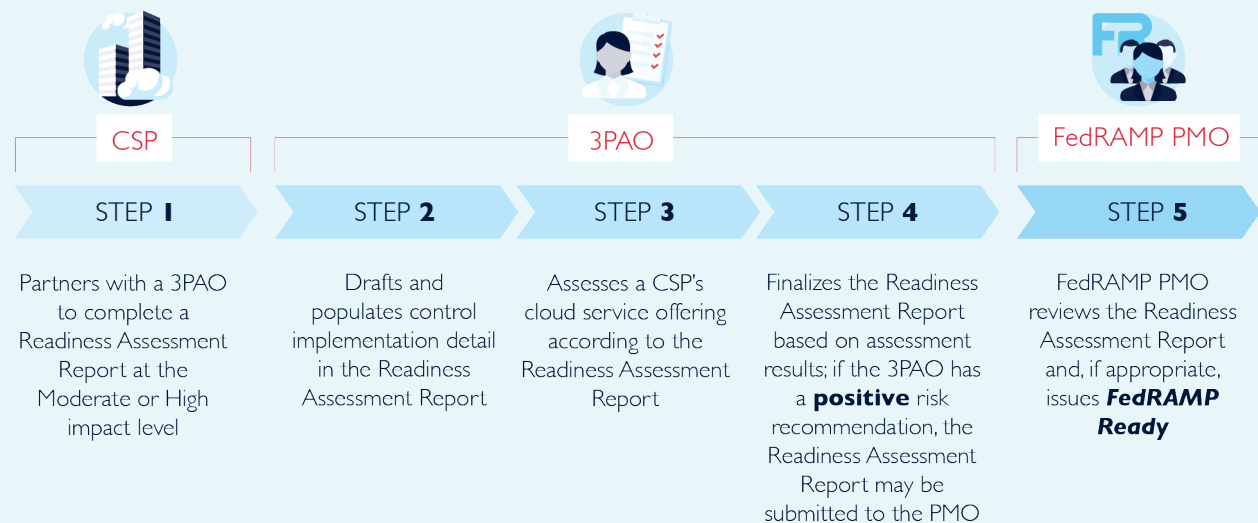 FR
CSP
3PAO
FedRAMP PMO
STEP 1
STEP 2
STEP 3
STEP 4
STEP 5
Partners with a 3PAO
to complete a
Readiness Assessment
Report at the
Moderate or High
impact level
Drafts and
populates control
implementation detail
in the Readiness
Assessment Report
Assesses a CSP's
cloud service offering
according to the
Readiness Assessment
Report
Finalizes the Readiness
Assessment Report
based on assessment
results; if the 3PAO has
a positive risk
recommendation, the
Readiness Assessment
Report may be
submitted to the PMO
FedRAMP PMO
reviews the Readiness
Assessment Report
and, if appropriate,
issues FedRAMP
Ready